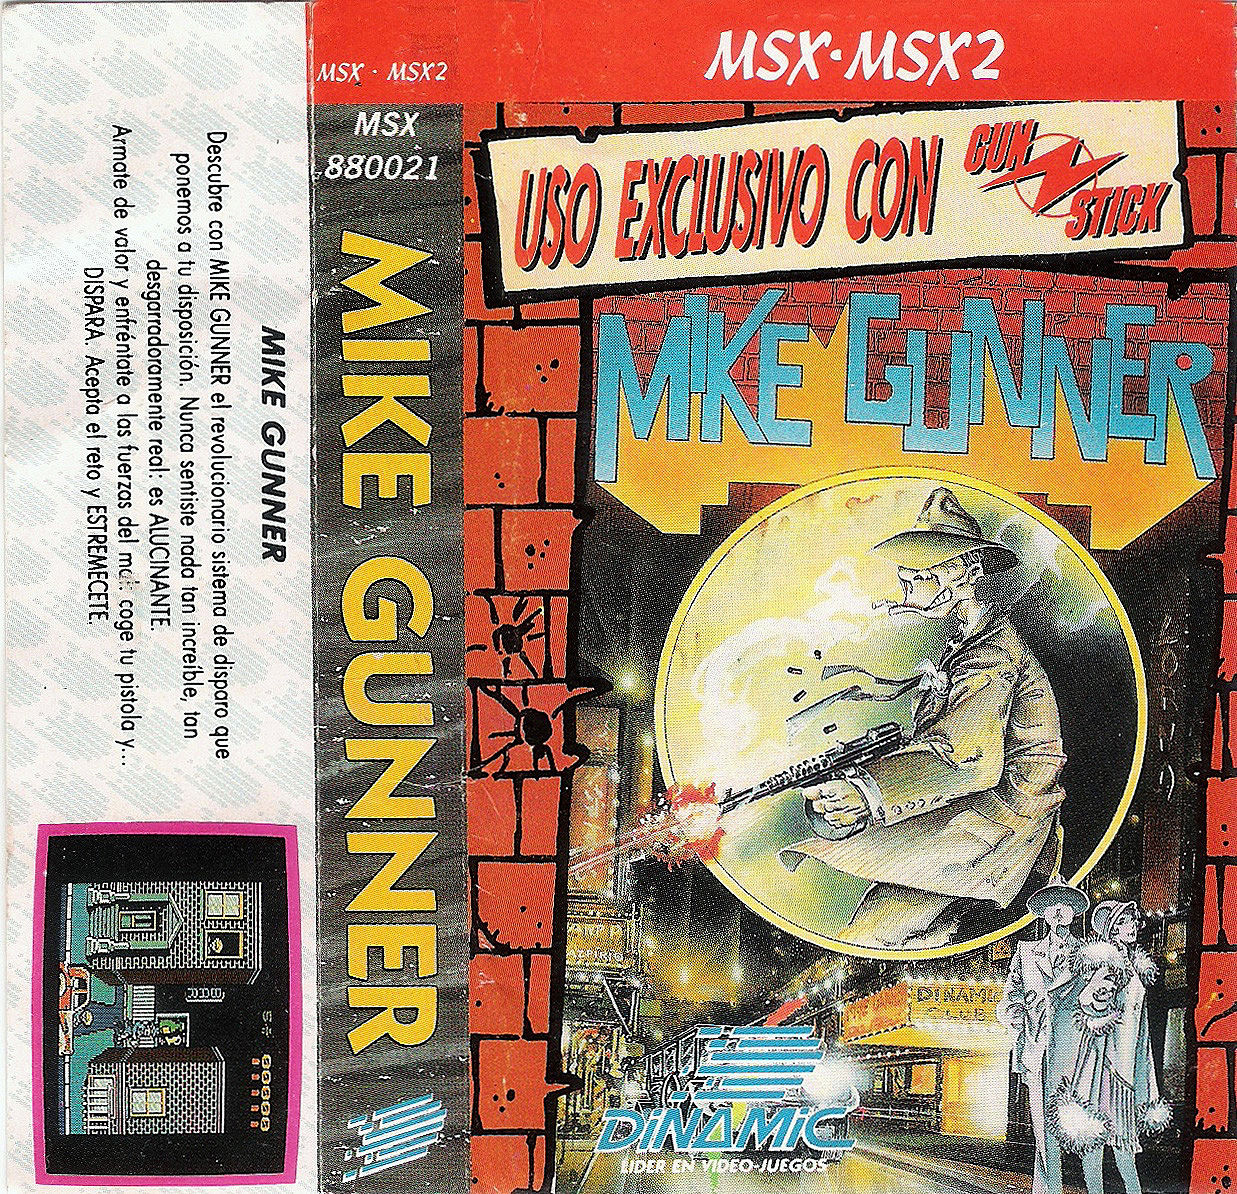 MIKE GUNNER
Descubre con MIKE GUNNER el revolucionario sistema de disparo que
ponemos a tu disposición. Nunca sentiste nada tan increíble, tan
desgarradoramente real: es ALUCINANTE.
Armate de valor y enfréntate a las fuerzas del mal: coge tu pistola y...
DISPARA. Acepta el reto y ESTREMECETE.
00000
MSX · MSX2
MSX
880021
MIKE GUNNER
MSX·MSX2
USO EXCLUSIVO CON
GUN
STICK
MIKE GUNNER
DINAMIC
CLUB
DiNAMiC
LIDER EN VIDEO-JUEGOS